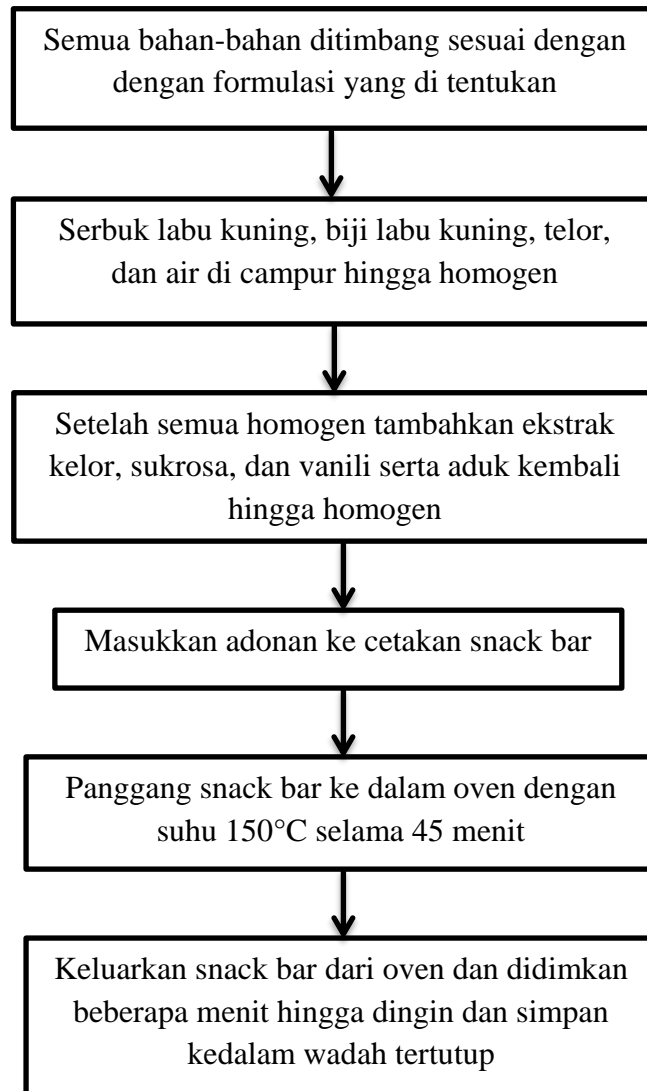 Semua bahan-bahan ditimbang sesuai dengan
dengan formulasi yang di tentukan
Serbuk labu kuning, biji labu kuning, telor,
dan air di campur hingga homogen
Setelah semua homogen tambahkan ekstrak
kelor, sukrosa, dan vanili serta aduk kembali
hingga homogen
Masukkan adonan ke cetakan snack bar
Panggang snack bar ke dalam oven dengan
suhu 150°C selama 45 menit
Keluarkan snack bar dari oven dan didimkan
beberapa menit hingga dingin dan simpan
kedalam wadah tertutup